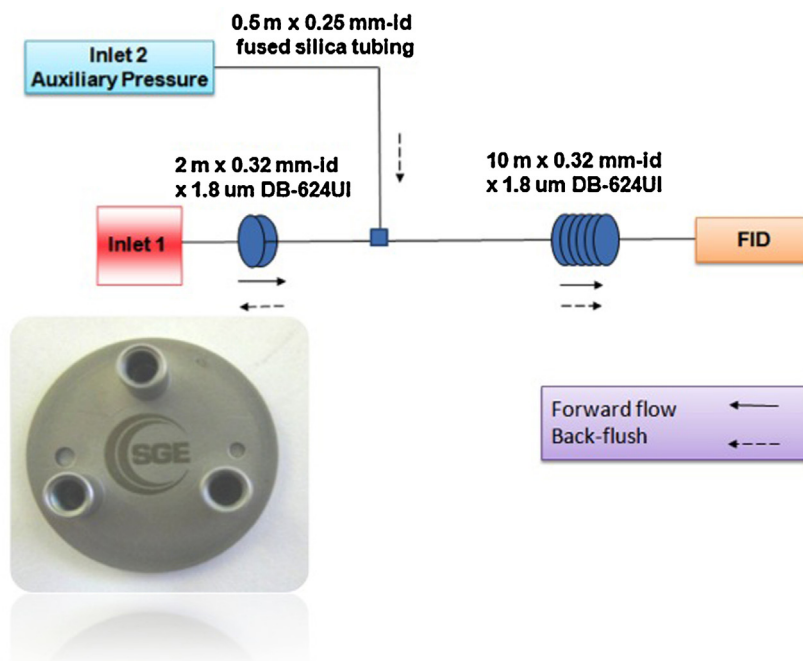 0.5 m x 0.25 mm-id
fused silica tubing
Inlet 2
Auxiliary Pressure
2 m x 0.32 mm-id
x 1.8 um DB-624UI
10 m x 0.32 mm-id
x 1.8 um DB-624UI
Inlet 1
FID
SGE
Forward flow
Back-flush